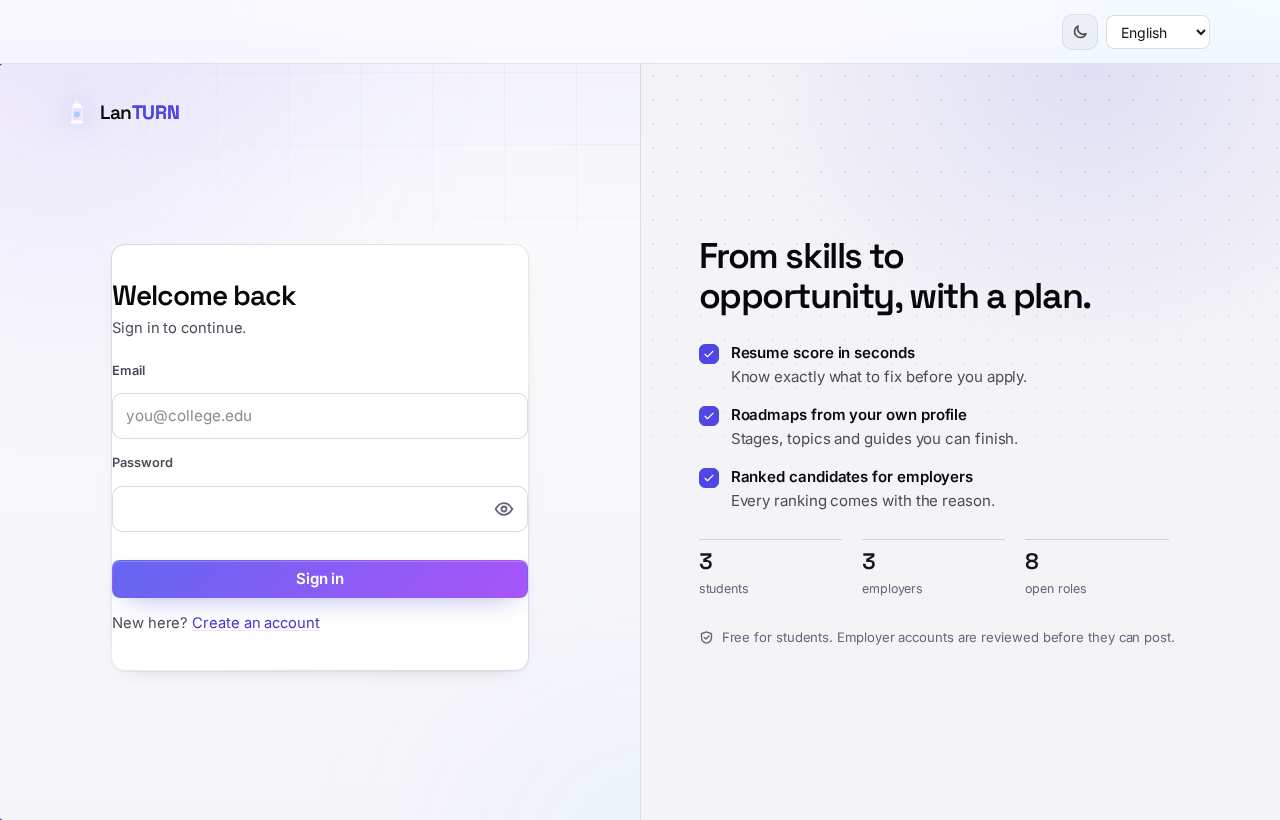 English
LanTURN
Welcome back
Sign in to continue.
Email
you@college.edu
Password
Sign in
New here? Create an account
From skills to
opportunity, with a plan.
Resume score in seconds
Know exactly what to fix before you apply.
Roadmaps from your own profile
Stages, topics and guides you can finish.
Ranked candidates for employers
Every ranking comes with the reason.
3
students
3
employers
8
open roles
Free for students. Employer accounts are reviewed before they can post.